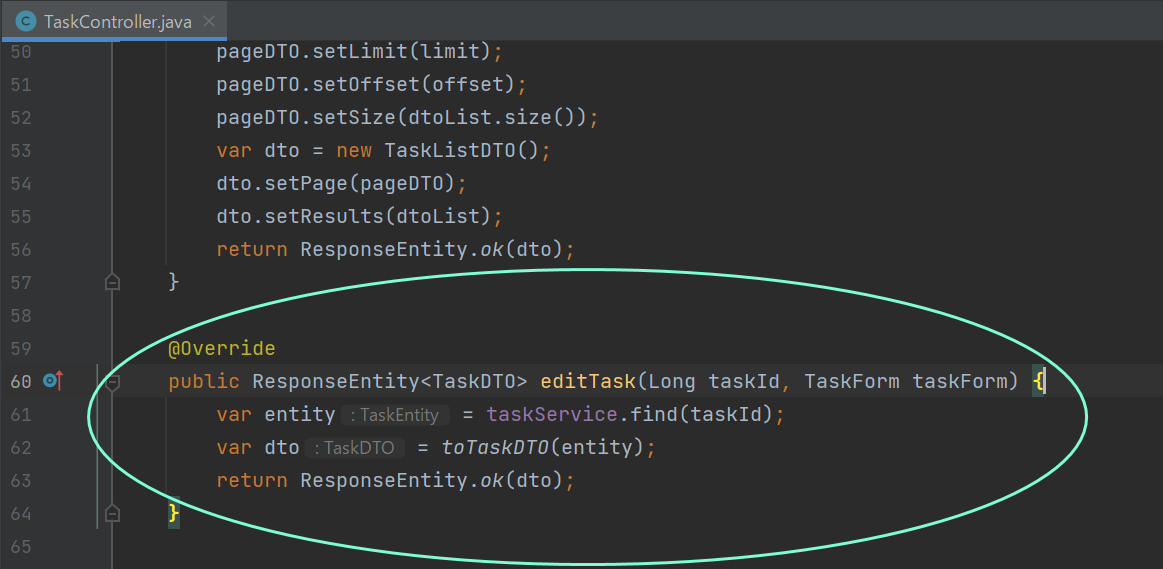 C TaskController.java
50 pageDTO.setLimit(limit);
51 pageDTO.setOffset(offset);
52 pageDTO.setSize(dtoList.size());
53 var dto = new TaskListDTO();
54 dto.setPage(pageDTO);
55 dto.setResults(dtoList);
56 return ResponseEntity.ok(dto);
57 }
58
59 @Override
60 public ResponseEntity<TaskDTO> editTask(Long taskId, TaskForm taskForm) {
61 var entity : TaskEntity = taskService.find(taskId);
62 var dto : TaskDTO = toTaskDTO(entity);
63 return ResponseEntity.ok(dto);
64 }
65